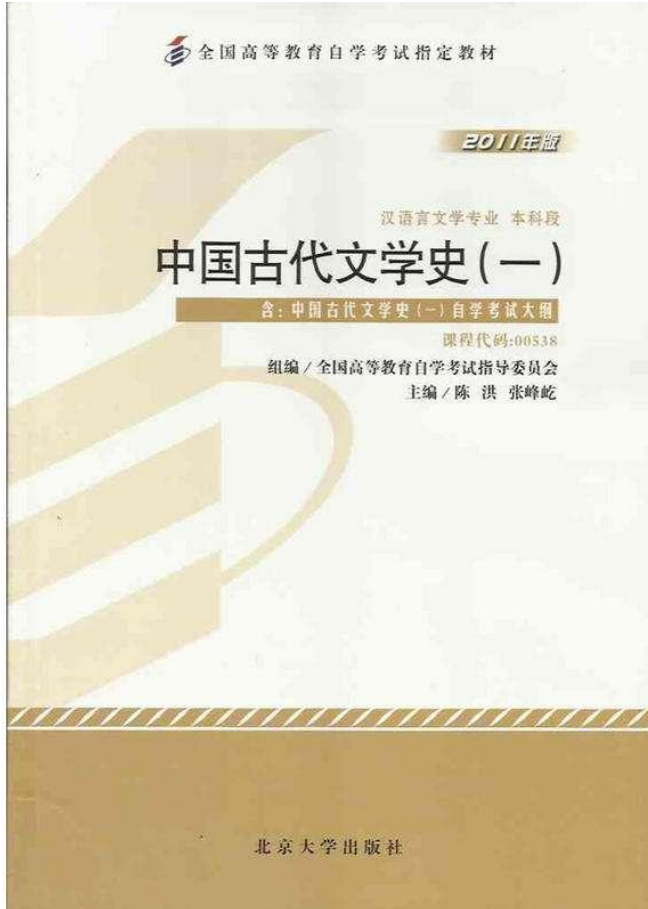 全国高等教育自学考试指定教材
2011年版
汉语言文学专业 本科段
中国古代文学史(一)
含:中国古代文学史(一)自学考试大纲
课程代码:00538
组编/全国高等教育自学考试指导委员会
主编/陈 洪 张峰屹
北京大学出版社